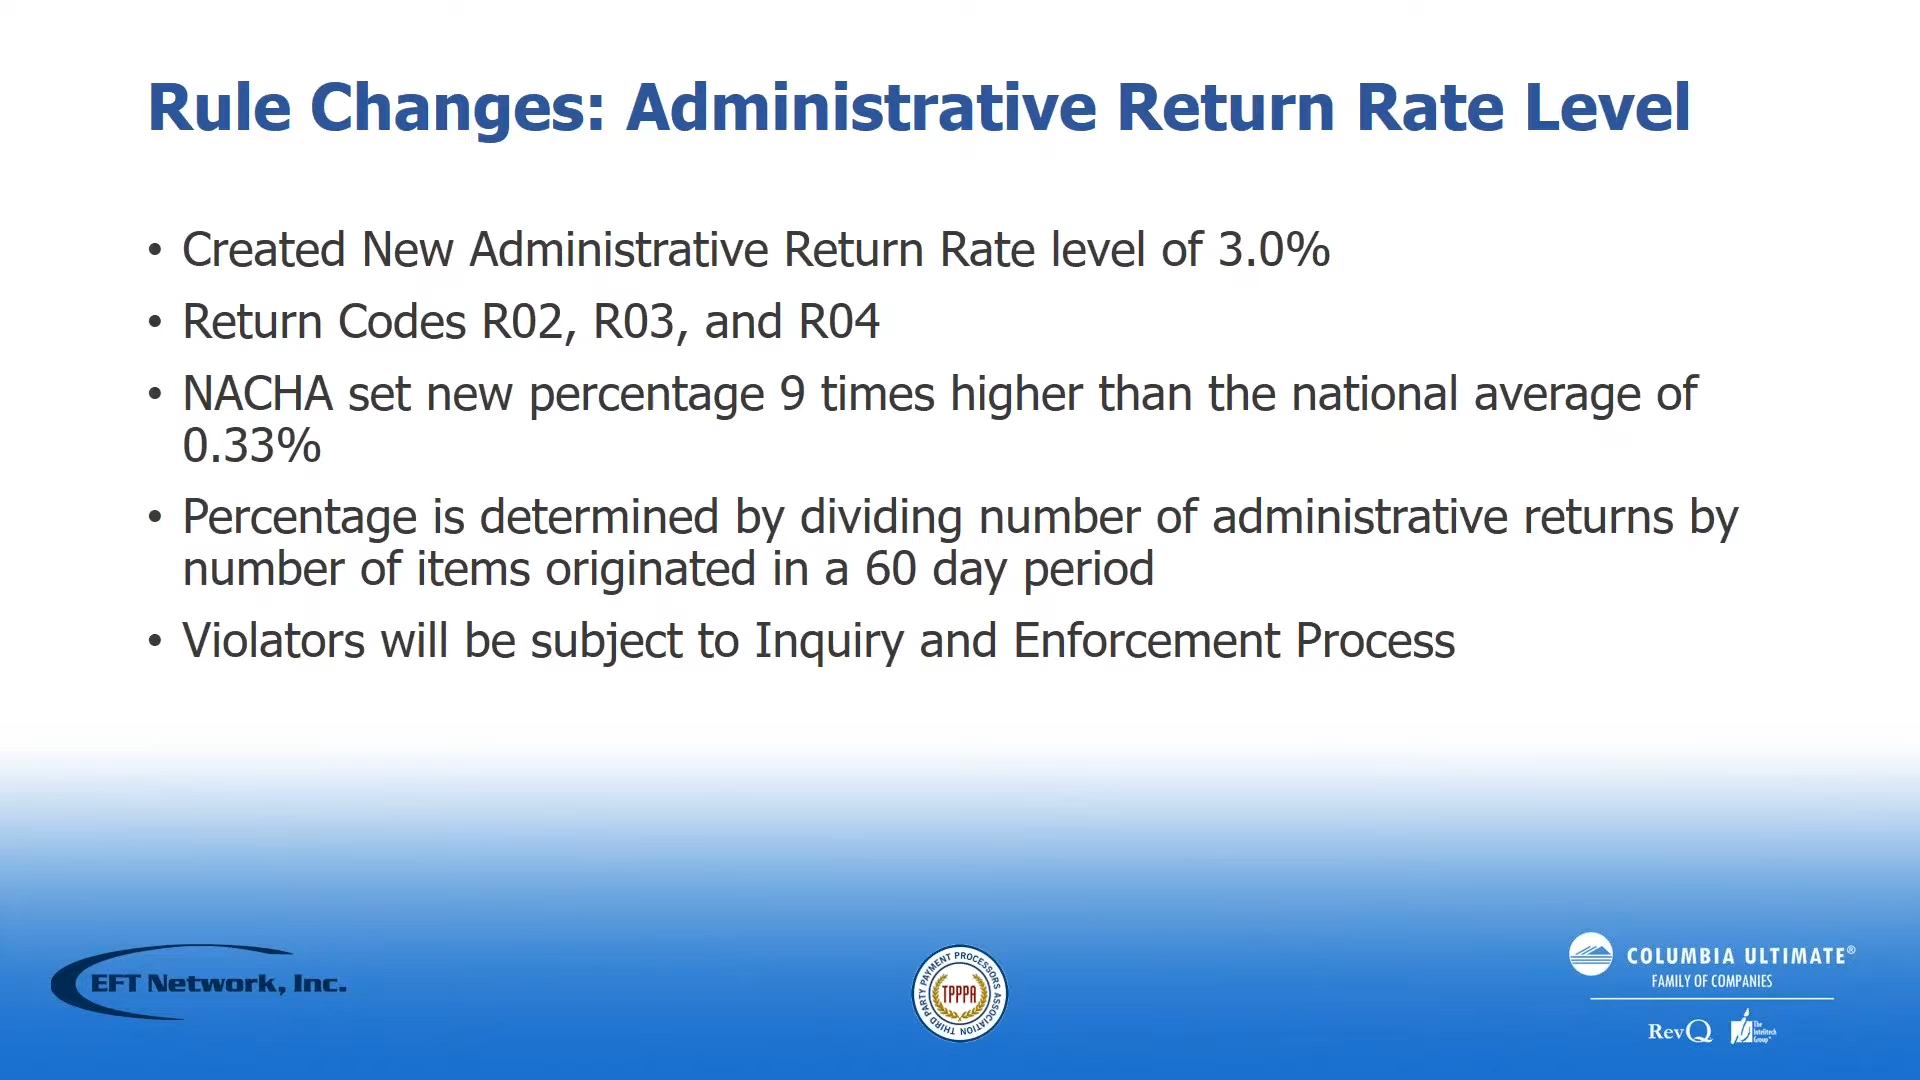 Rule Changes: Administrative Return Rate Level
• Created New Administrative Return Rate level of 3.0%
• Return Codes R02, R03, and R04
• NACHA set new percentage 9 times higher than the national average of
0.33%
• Percentage is determined by dividing number of administrative returns by
number of items originated in a 60 day period
• Violators will be subject to Inquiry and Enforcement Process
EFT Network, Inc.
THIRD PARTY PAYMENT PROCESSORS ASSOCIATION
TPPPA
COLUMBIA ULTIMATE®
FAMILY OF COMPANIES
RevQ
The
Intelitech
Group